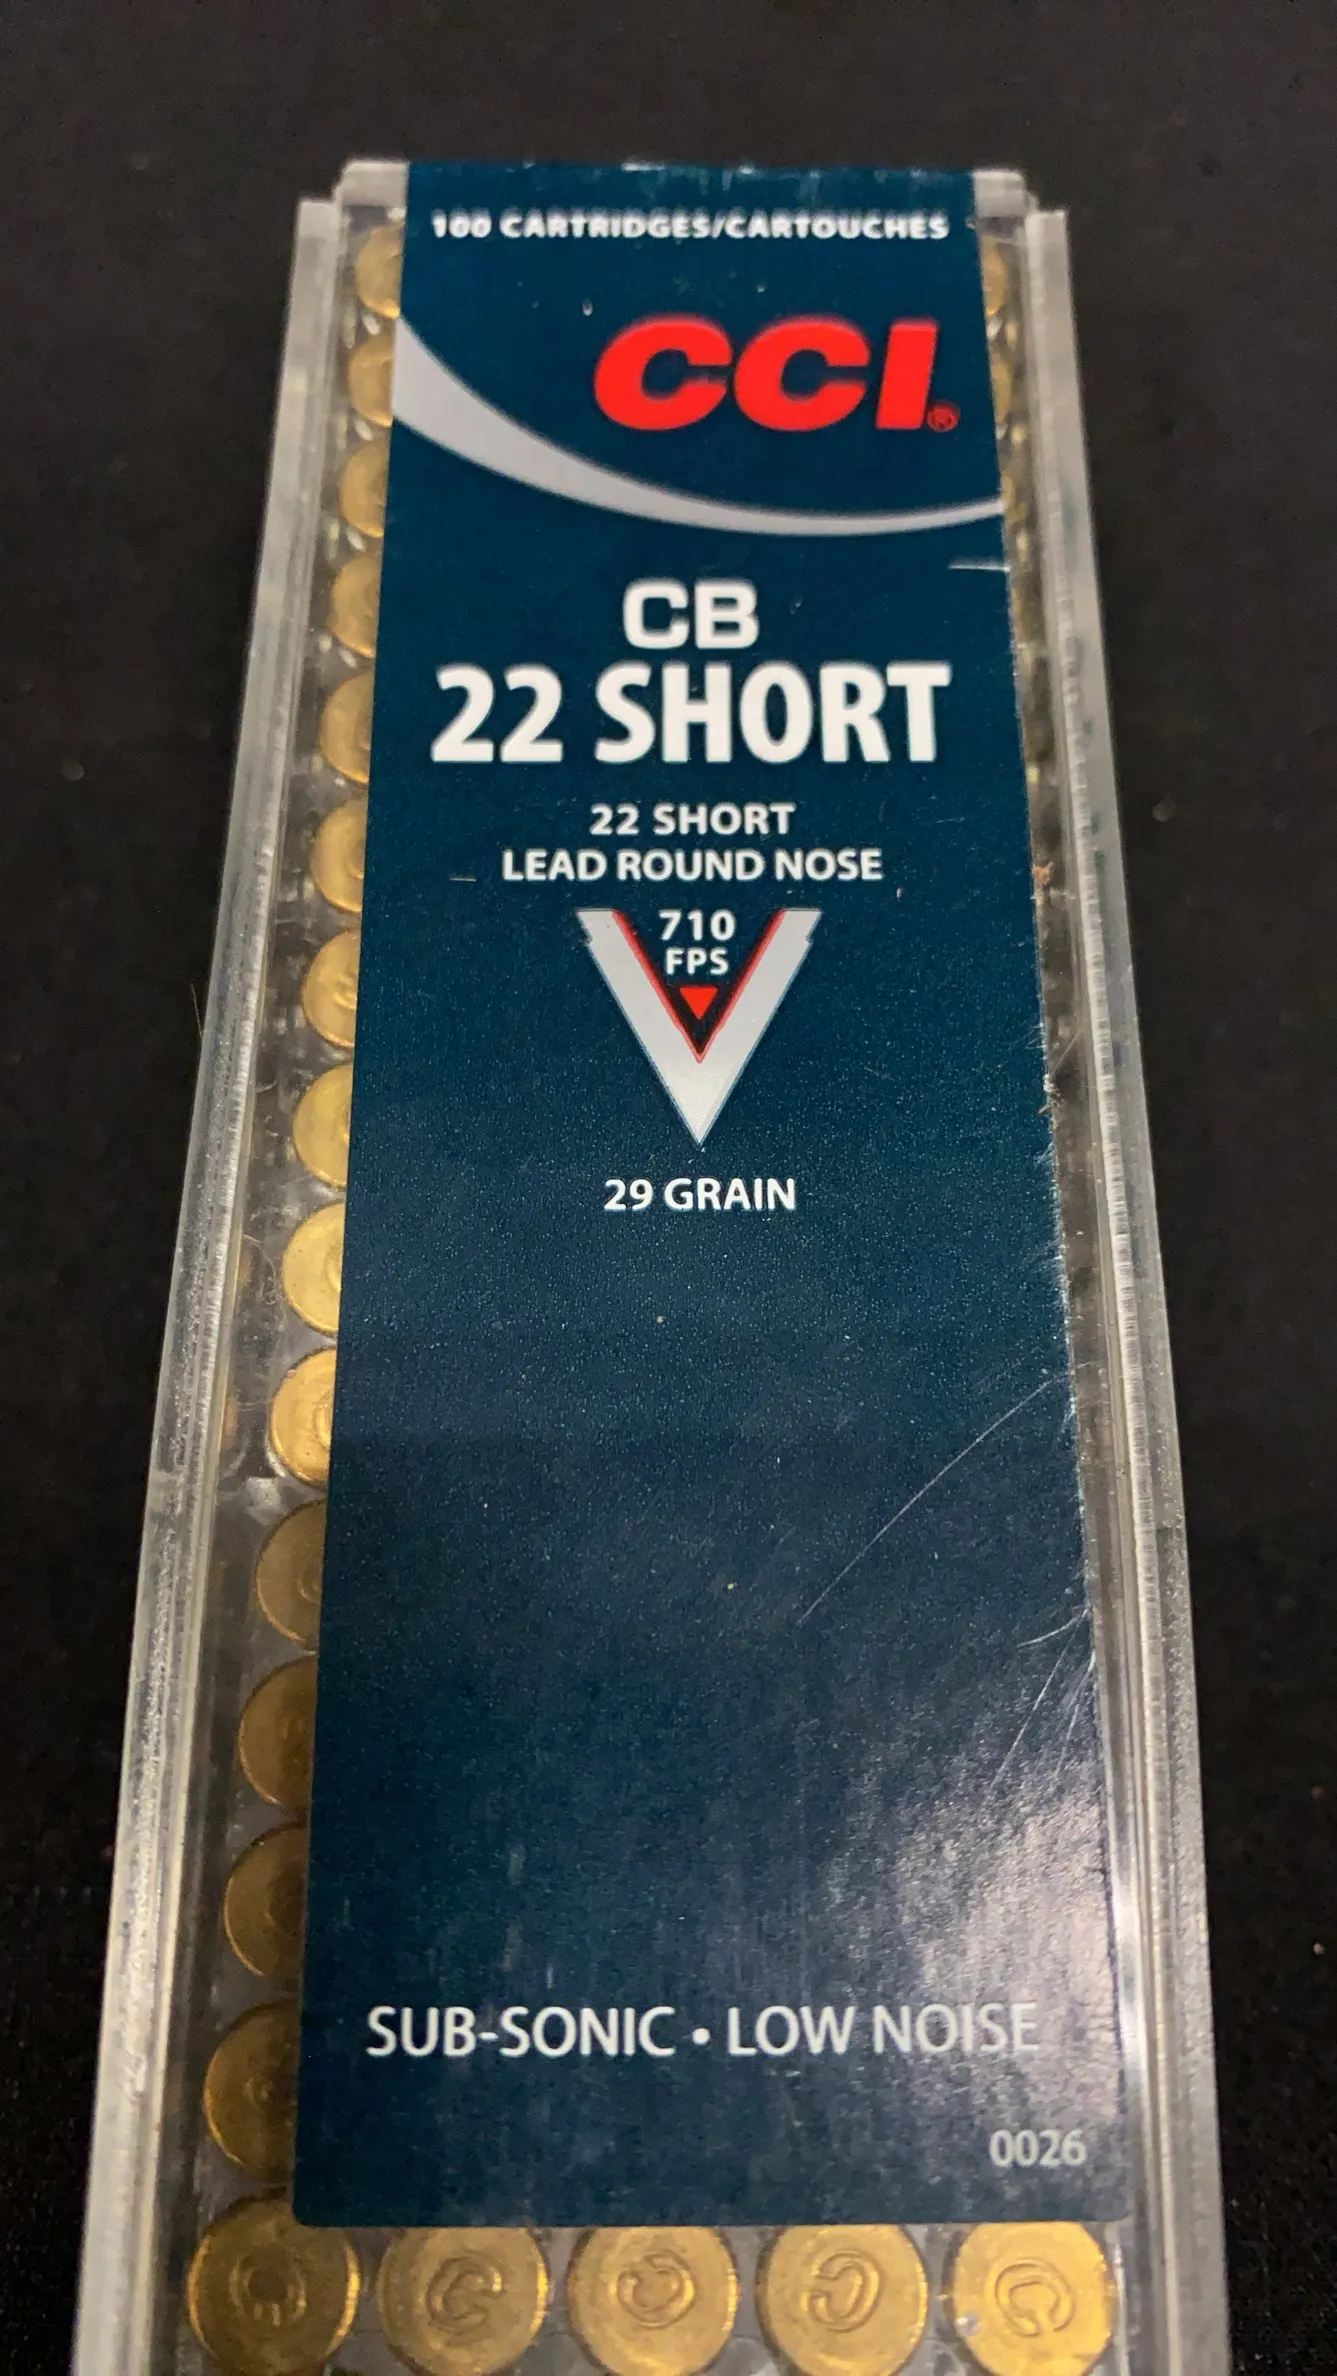 100 CARTRIDGES/CARTOUCHES
CCI®
CB
22 SHORT
22 SHORT
LEAD ROUND NOSE
710
FPS
29 GRAIN
SUB-SONIC • LOW NOISE
0026
C C C C C